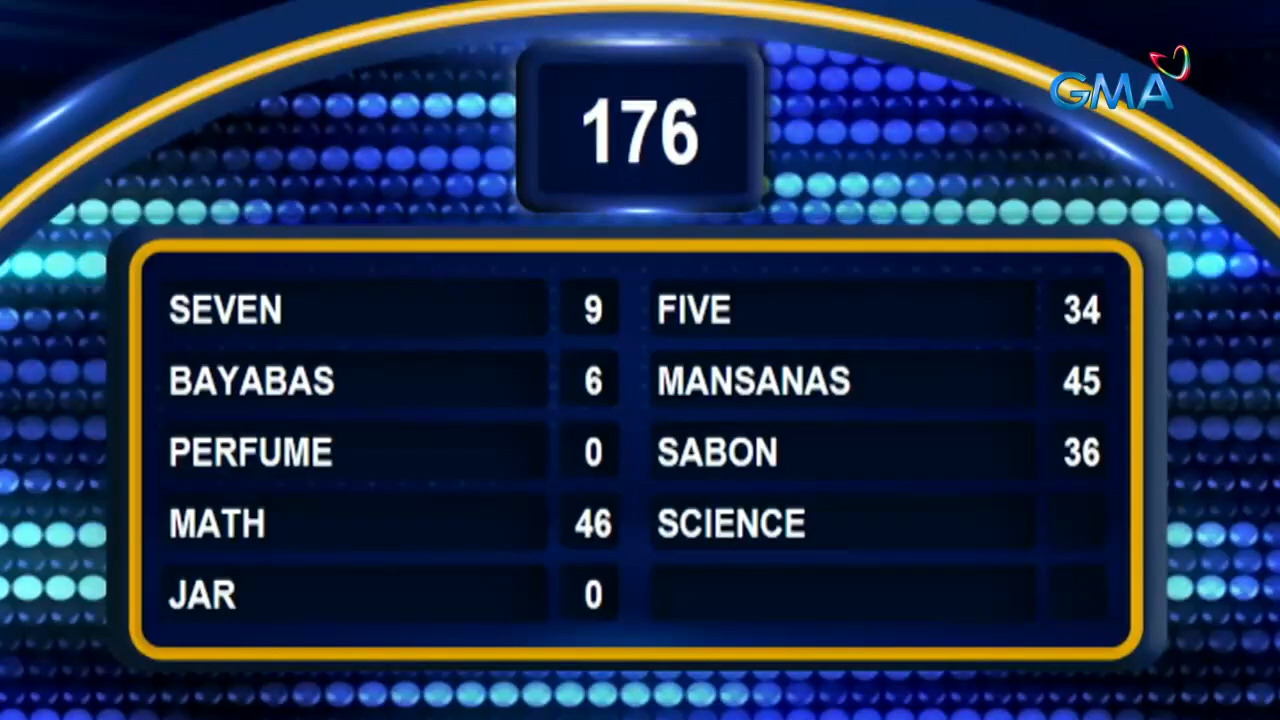 176
GMA
SEVEN 9 FIVE 34
BAYABAS 6 MANSANAS 45
PERFUME 0 SABON 36
MATH 46 SCIENCE
JAR 0